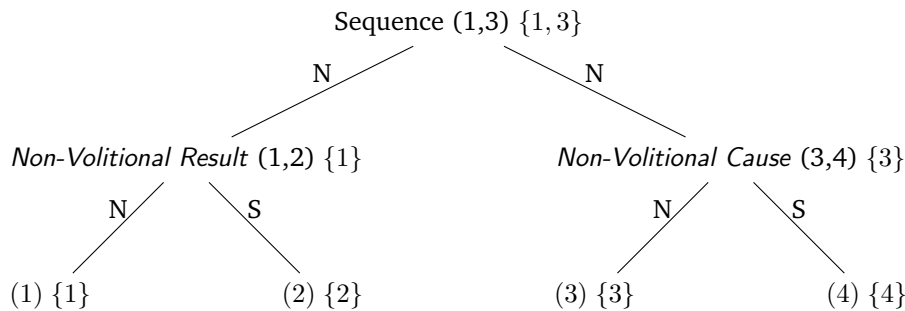 Sequence (1,3) {1, 3}
N N
Non-Volitional Result (1,2) {1} Non-Volitional Cause (3,4) {3}
N S N S
(1) {1} (2) {2} (3) {3} (4) {4}